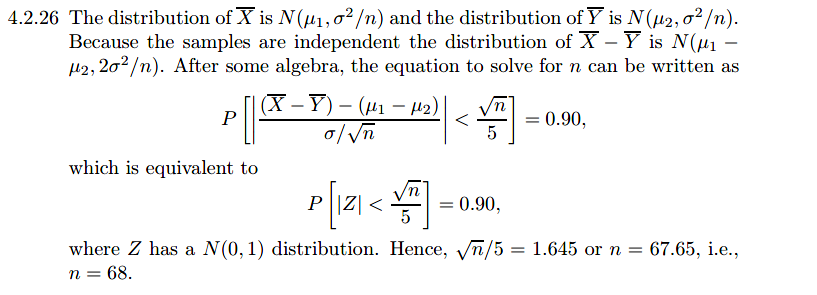 4.2.26 The distribution of X̅ is N(μ₁, σ²/n) and the distribution of Y̅ is N(μ₂, σ²/n).
Because the samples are independent the distribution of X̅ − Y̅ is N(μ₁ −
μ₂, 2σ²/n). After some algebra, the equation to solve for n can be written as
P [ | ((X̅ − Y̅) − (μ₁ − μ₂)) / (σ/√n) | < √n/5 ] = 0.90,
which is equivalent to
P [ |Z| < √n/5 ] = 0.90,
where Z has a N(0, 1) distribution. Hence, √n/5 = 1.645 or n = 67.65, i.e.,
n = 68.